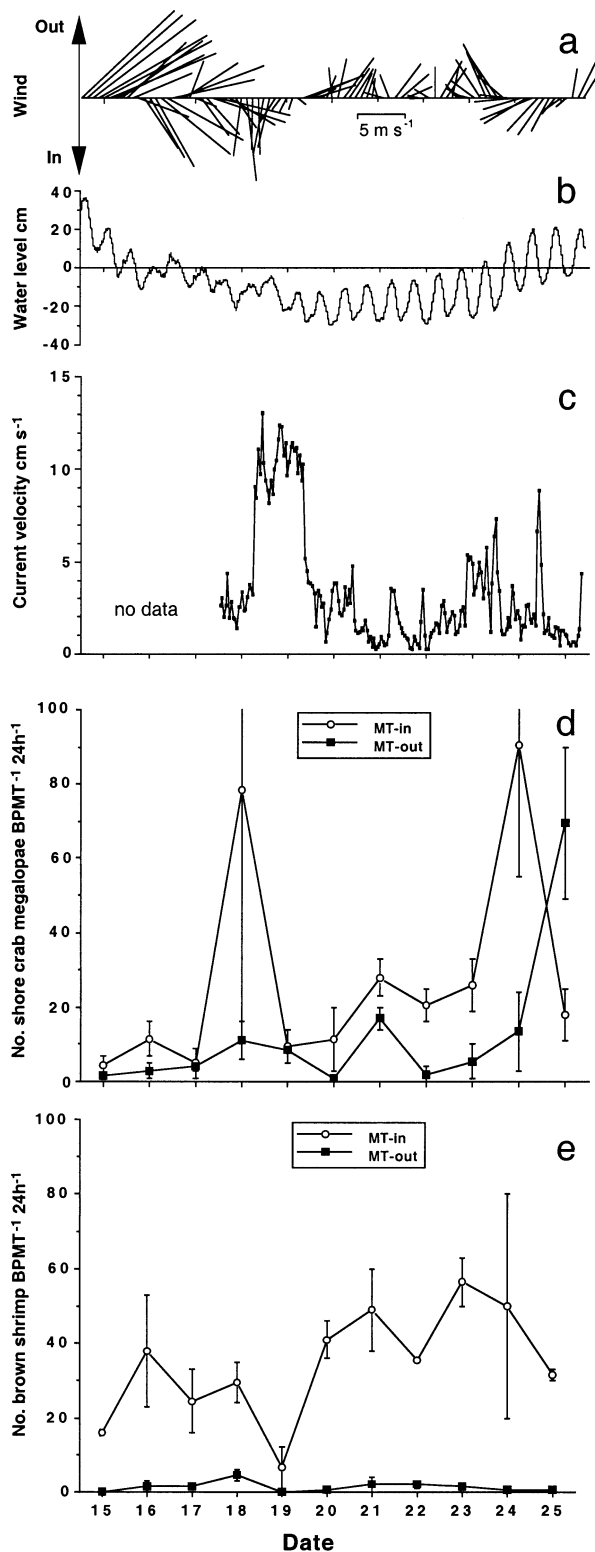 Out
a
Wind
5 m s-1
In
b
40
20
0
-20
-40
Water level cm
c
15
10
5
0
Current velocity cm s-1
no data
d
100
80
60
40
20
0
MT-in
MT-out
No. shore crab megalopae BPMT-1 24h-1
e
100
80
60
40
20
0
MT-in
MT-out
No. brown shrimp BPMT-1 24h-1
15 16 17 18 19 20 21 22 23 24 25
Date